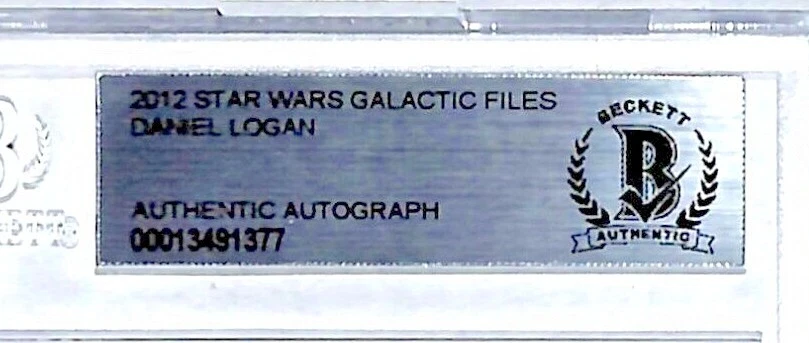 2012 STAR WARS GALACTIC FILES
DANIEL LOGAN
AUTHENTIC AUTOGRAPH
00013491377
BECKETT
B
AUTHENTIC